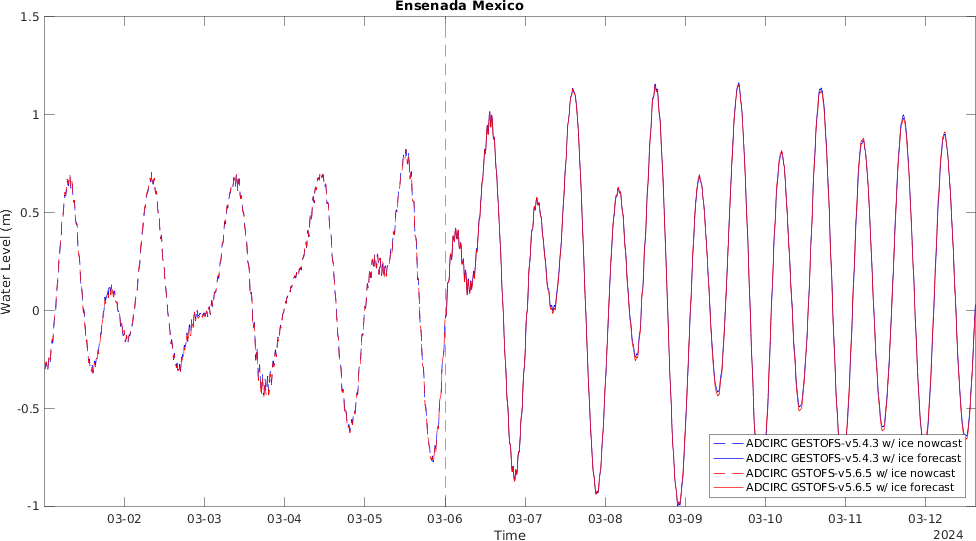 Ensenada Mexico
1.5
1
0.5
0
-0.5
-1
Water Level (m)
03-02
03-03
03-04
03-05
03-06
03-07
03-08
03-09
03-10
03-11
03-12
Time
2024
ADCIRC GESTOFS-v5.4.3 w/ ice nowcast
ADCIRC GESTOFS-v5.4.3 w/ ice forecast
ADCIRC GSTOFS-v5.6.5 w/ ice nowcast
ADCIRC GSTOFS-v5.6.5 w/ ice forecast